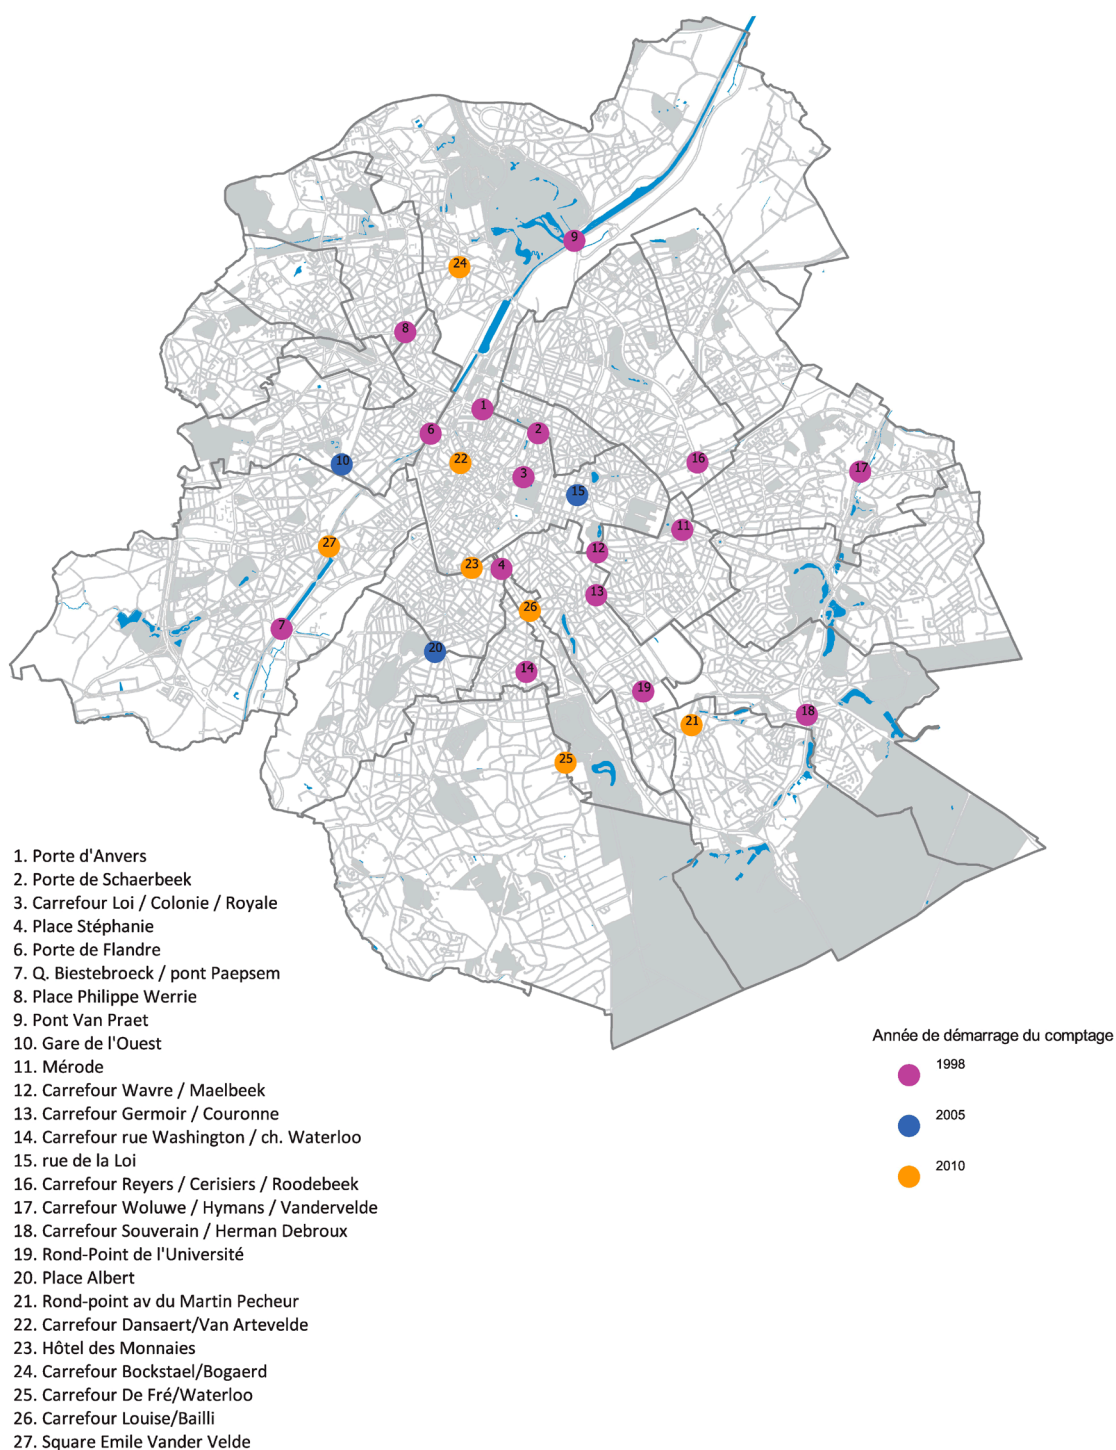 9
24
8
1
6
2
22
16
10
3
17
15
11
27
12
23
4
13
26
7
20
14
19
18
21
25
1. Porte d'Anvers
2. Porte de Schaerbeek
3. Carrefour Loi / Colonie / Royale
4. Place Stéphanie
6. Porte de Flandre
7. Q. Biestebroeck / pont Paepsem
8. Place Philippe Werrie
9. Pont Van Praet
10. Gare de l'Ouest
11. Mérode
12. Carrefour Wavre / Maelbeek
13. Carrefour Germoir / Couronne
14. Carrefour rue Washington / ch. Waterloo
15. rue de la Loi
16. Carrefour Reyers / Cerisiers / Roodebeek
17. Carrefour Woluwe / Hymans / Vandervelde
18. Carrefour Souverain / Herman Debroux
19. Rond-Point de l'Université
20. Place Albert
21. Rond-point av du Martin Pecheur
22. Carrefour Dansaert/Van Artevelde
23. Hôtel des Monnaies
24. Carrefour Bockstael/Bogaerd
25. Carrefour De Fré/Waterloo
26. Carrefour Louise/Bailli
27. Square Emile Vander Velde
Année de démarrage du comptage
1998
2005
2010